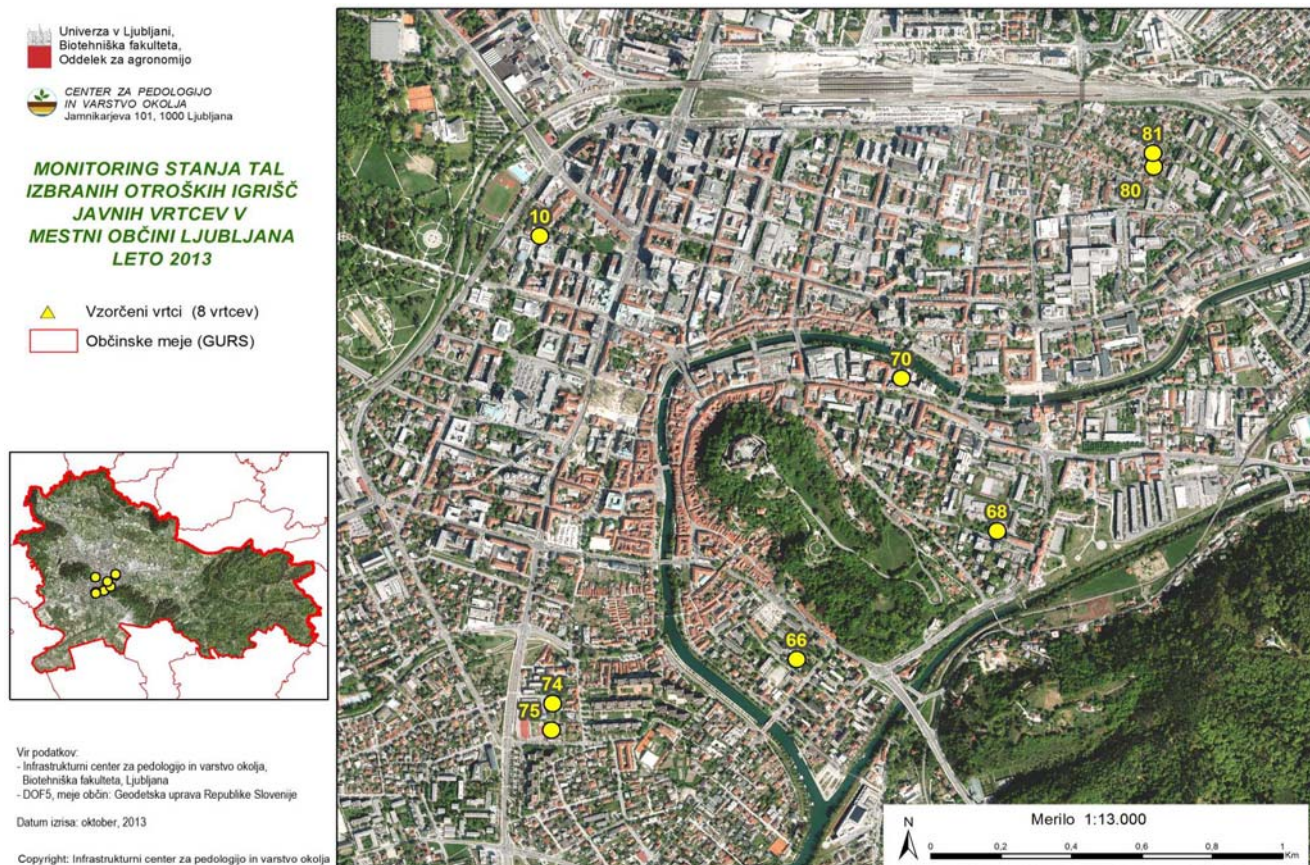 Univerza v Ljubljani,
Biotehniška fakulteta,
Oddelek za agronomijo
CENTER ZA PEDOLOGIJO
IN VARSTVO OKOLJA
Jamnikarjeva 101, 1000 Ljubljana
MONITORING STANJA TAL
IZBRANIH OTROŠKIH IGRIŠČ
JAVNIH VRTCEV V
MESTNI OBČINI LJUBLJANA
LETO 2013
Vzorčeni vrtci (8 vrtcev)
Občinske meje (GURS)
Vir podatkov:
- Infrastrukturni center za pedologijo in varstvo okolja,
Biotehniška fakulteta, Ljubljana
- DOF5, meje občin: Geodetska uprava Republike Slovenije
Datum izrisa: oktober, 2013
Copyright: Infrastrukturni center za pedologijo in varstvo okolja
81
80
10
70
68
66
74
75
Merilo 1:13.000
N
0 0,2 0,4 0,6 0,8 1
Km